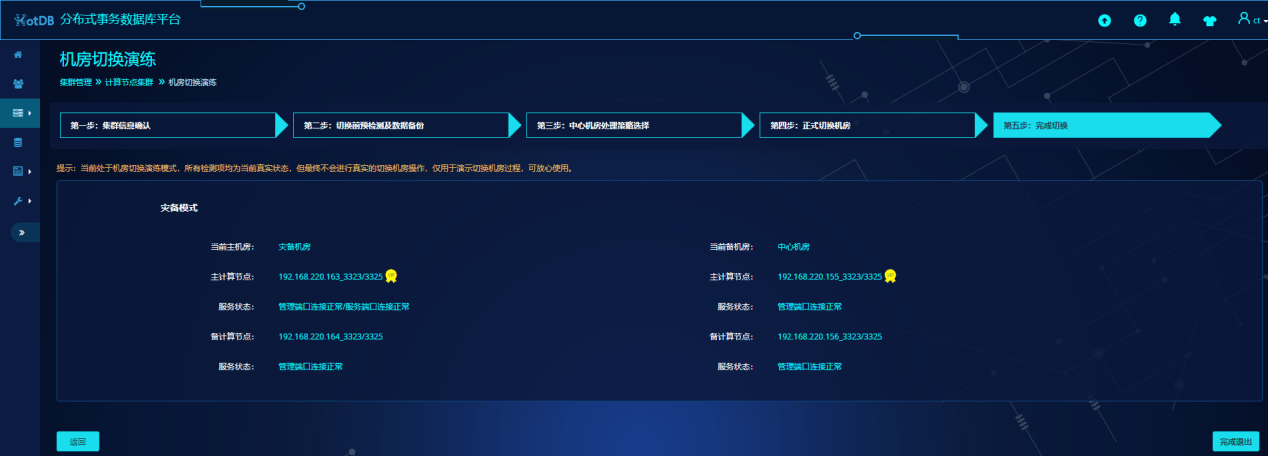 HotDB 分布式事务数据库平台
ct
机房切换演练
集群管理 » 计算节点集群 » 机房切换演练
第一步：集群信息确认
第二步：切换前预检测及数据备份
第三步：中心机房处理策略选择
第四步：正式切换机房
第五步：完成切换
提示：当前处于机房切换演练模式，所有检测项均为当前真实状态，但最终不会进行真实的切换机房操作，仅用于演示切换机房过程，可放心使用。
灾备模式
当前主机房： 灾备机房 当前备机房： 中心机房
主计算节点： 192.168.220.163_3323/3325 主计算节点： 192.168.220.155_3323/3325
服务状态： 管理端口连接正常/服务端口连接正常 服务状态： 管理端口连接正常
备计算节点： 192.168.220.164_3323/3325 备计算节点： 192.168.220.156_3323/3325
服务状态： 管理端口连接正常 服务状态： 管理端口连接正常
返回 完成退出